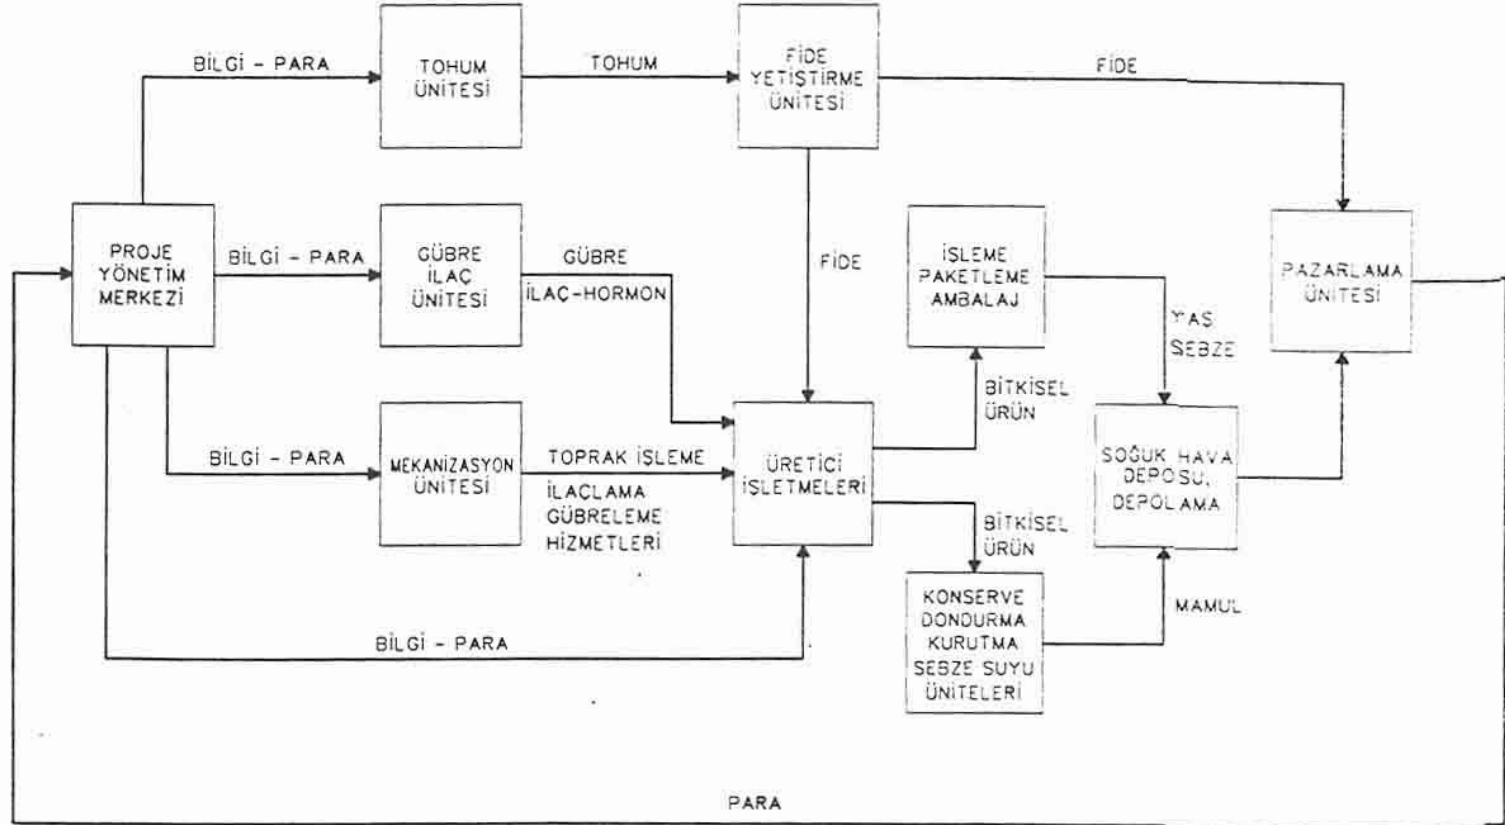 BİLGİ - PARA
TOHUM
ÜNİTESİ
TOHUM
FİDE
YETİŞTİRME
ÜNİTESİ
FİDE
PROJE
YÖNETİM
MERKEZİ
BİLGİ - PARA
GÜBRE
İLAÇ
ÜNİTESİ
GÜBRE
İLAÇ-HORMON
FİDE
İŞLEME
PAKETLEME
AMBALAJ
YAŞ
SEBZE
PAZARLAMA
ÜNİTESİ
BİLGİ - PARA
MEKANİZASYON
ÜNİTESİ
TOPRAK İŞLEME
İLAÇLAMA
GÜBRELEME
HİZMETLERİ
ÜRETİCİ
İŞLETMELERİ
BİTKİSEL
ÜRÜN
BİTKİSEL
ÜRÜN
SOĞUK HAVA
DEPOSU,
DEPOLAMA
KONSERVE
DONDURMA
KURUTMA
SEBZE SUYU
ÜNİTELERİ
MAMUL
BİLGİ - PARA
PARA